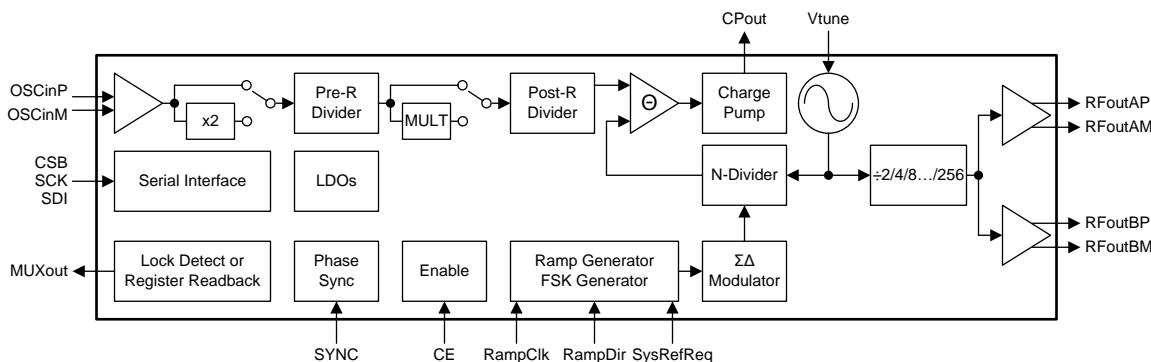 CPout
Vtune
OSCinP
OSCinM
x2
Pre-R
Divider
MULT
Post-R
Divider
Θ
Charge
Pump
RFoutAP
RFoutAM
CSB
SCK
SDI
Serial Interface
LDOs
N-Divider
÷2/4/8…/256
RFoutBP
RFoutBM
MUXout
Lock Detect or
Register Readback
Phase
Sync
Enable
Ramp Generator
FSK Generator
ΣΔ
Modulator
SYNC
CE
RampClk
RampDir
SysRefReq